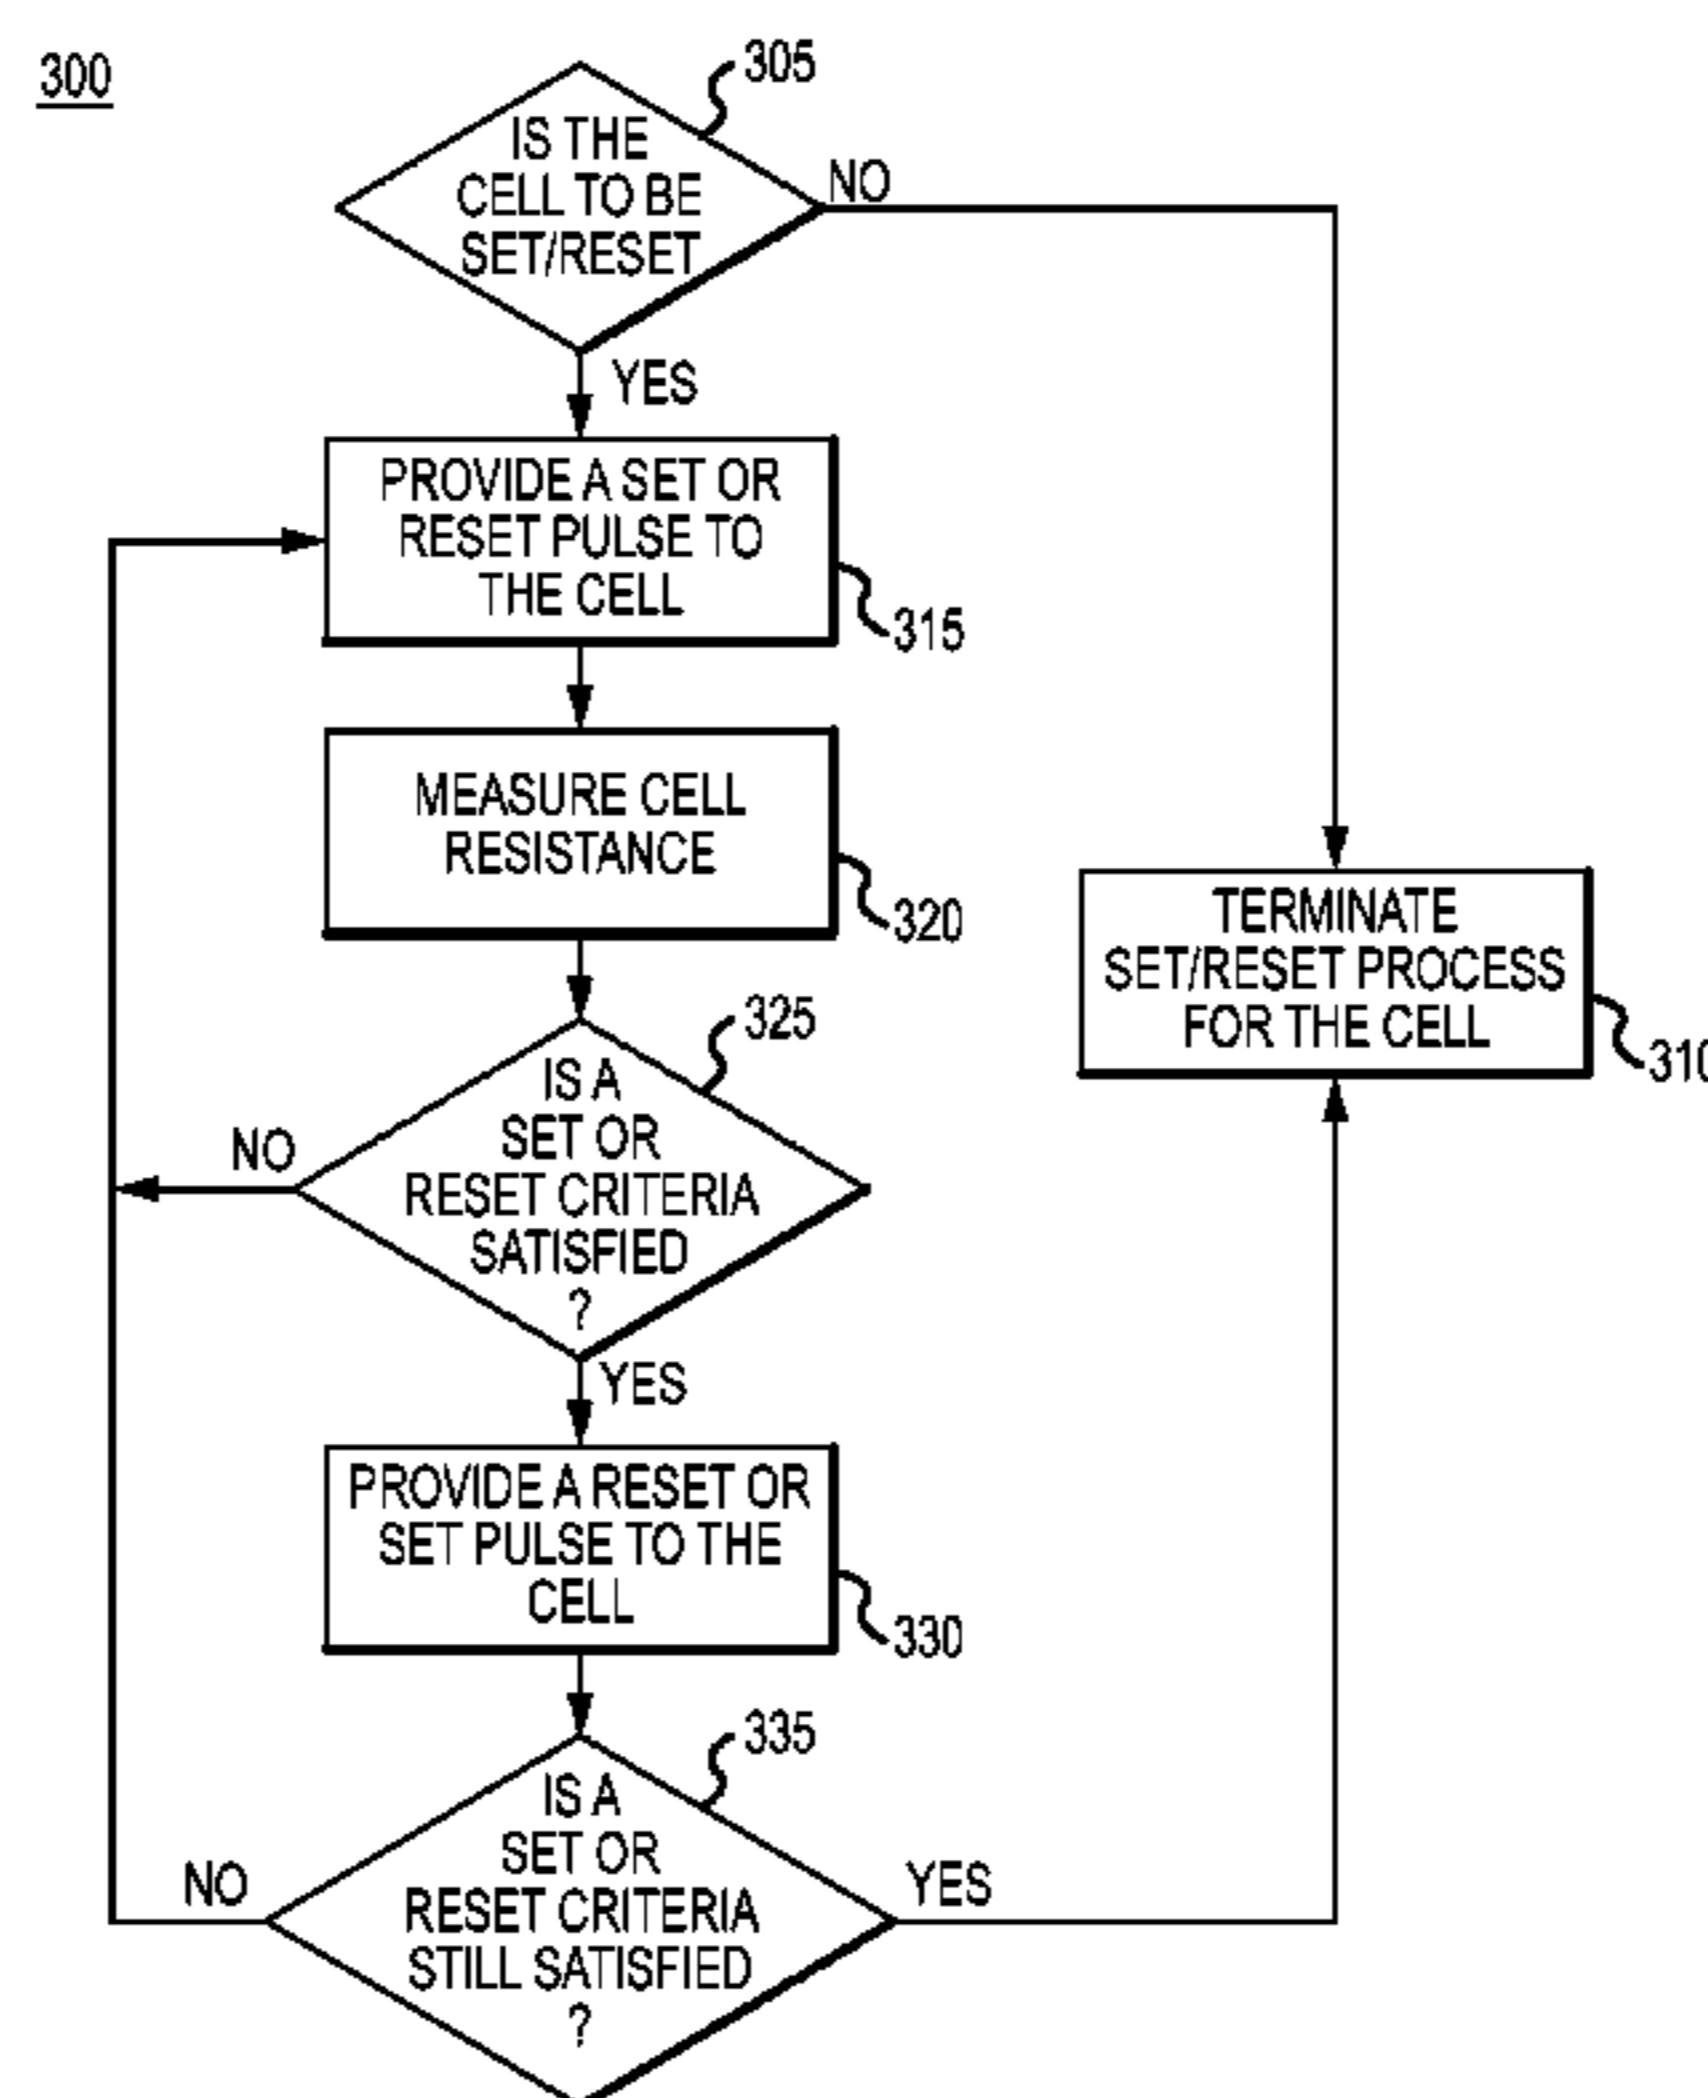 300
305
IS THE
CELL TO BE
SET/RESET
NO
YES
PROVIDE A SET OR
RESET PULSE TO
THE CELL
315
MEASURE CELL
RESISTANCE
320
TERMINATE
SET/RESET PROCESS
FOR THE CELL
310
325
IS A
SET OR
RESET CRITERIA
SATISFIED
?
NO
YES
PROVIDE A RESET OR
SET PULSE TO THE
CELL
330
335
IS A
SET OR
RESET CRITERIA
STILL SATISFIED
?
NO
YES